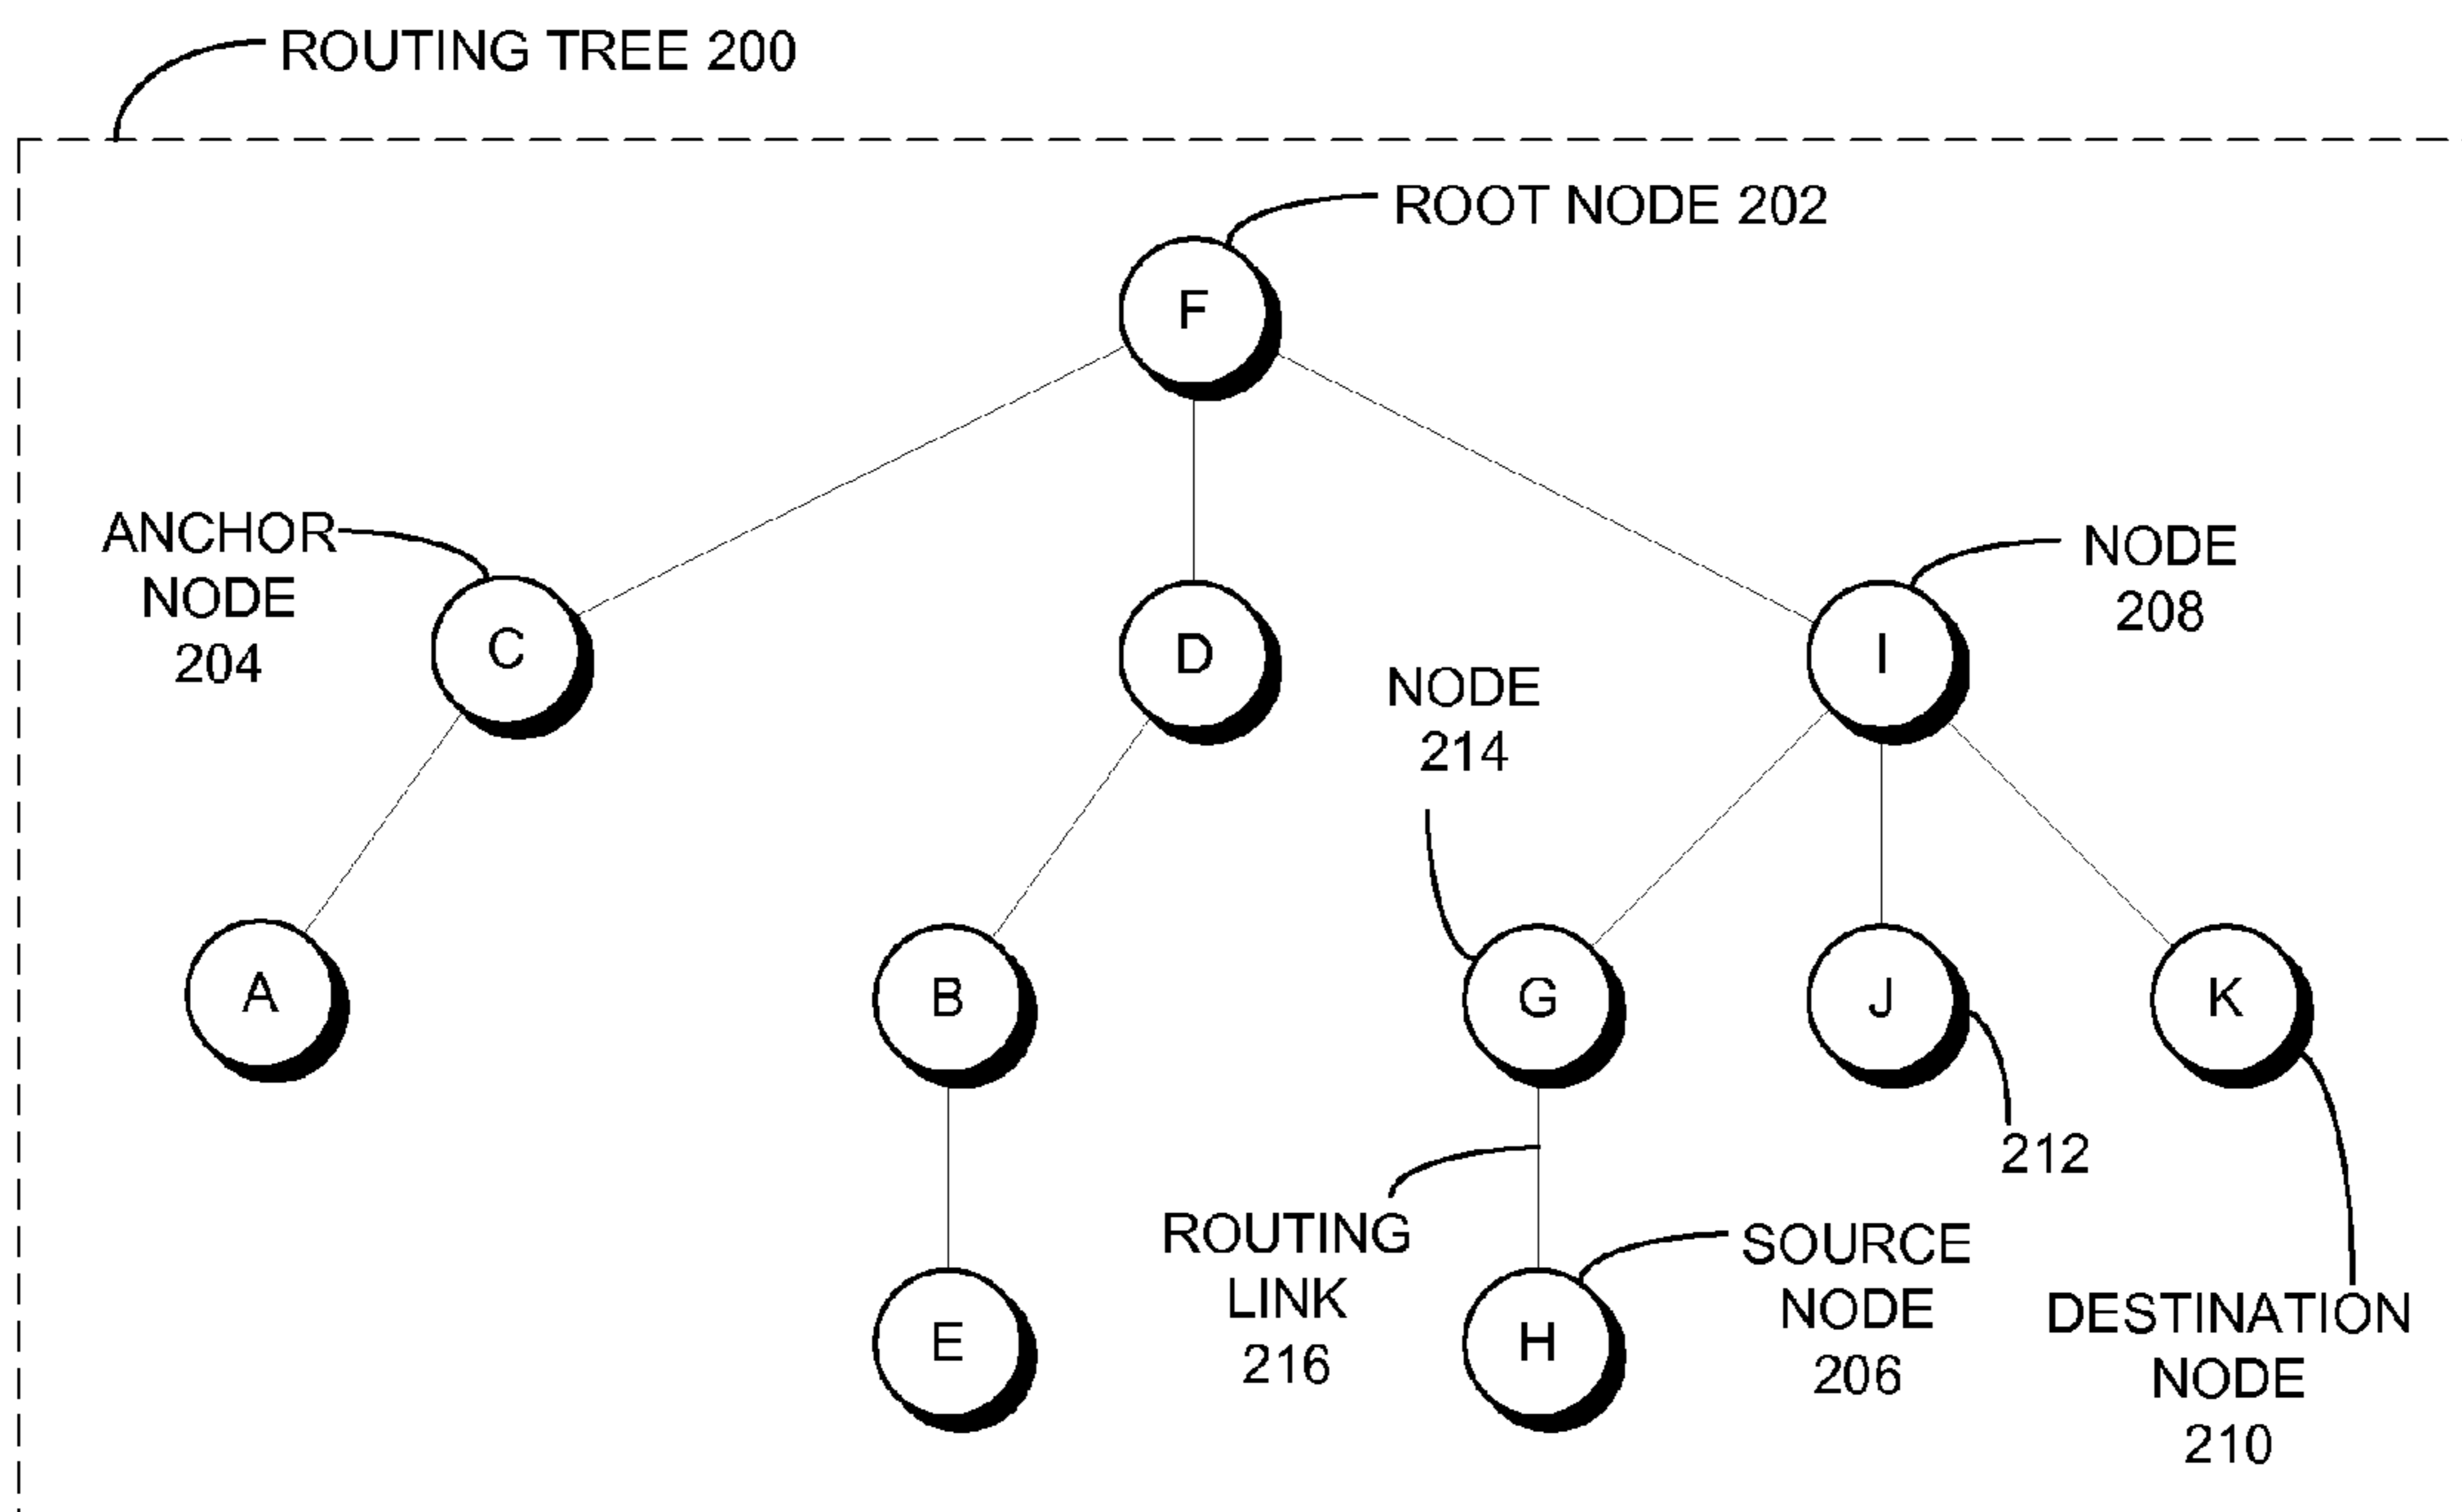 ROUTING TREE 200
ROOT NODE 202
F
ANCHOR
NODE
204
C
D
I
NODE
208
NODE
214
A
B
G
J
K
212
ROUTING
LINK
216
E
H
SOURCE
NODE
206
DESTINATION
NODE
210